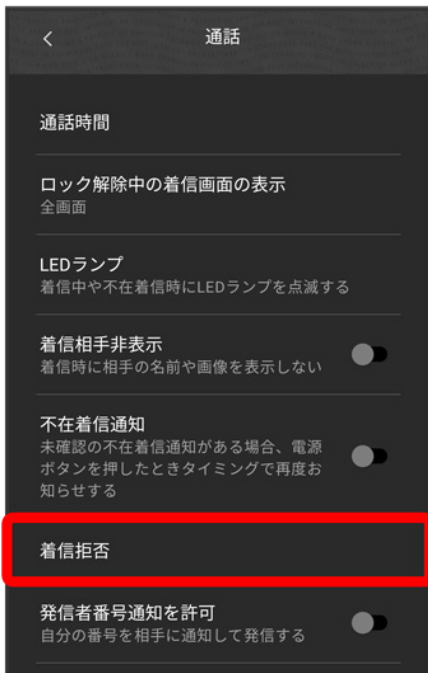 通話
通話時間
ロック解除中の着信画面の表示
全画面
LEDランプ
着信中や不在着信時にLEDランプを点滅する
着信相手非表示
着信時に相手の名前や画像を表示しない
不在着信通知
未確認の不在着信通知がある場合、電源
ボタンを押したときタイミングで再度お
知らせする
着信拒否
発信者番号通知を許可
自分の番号を相手に通知して発信する